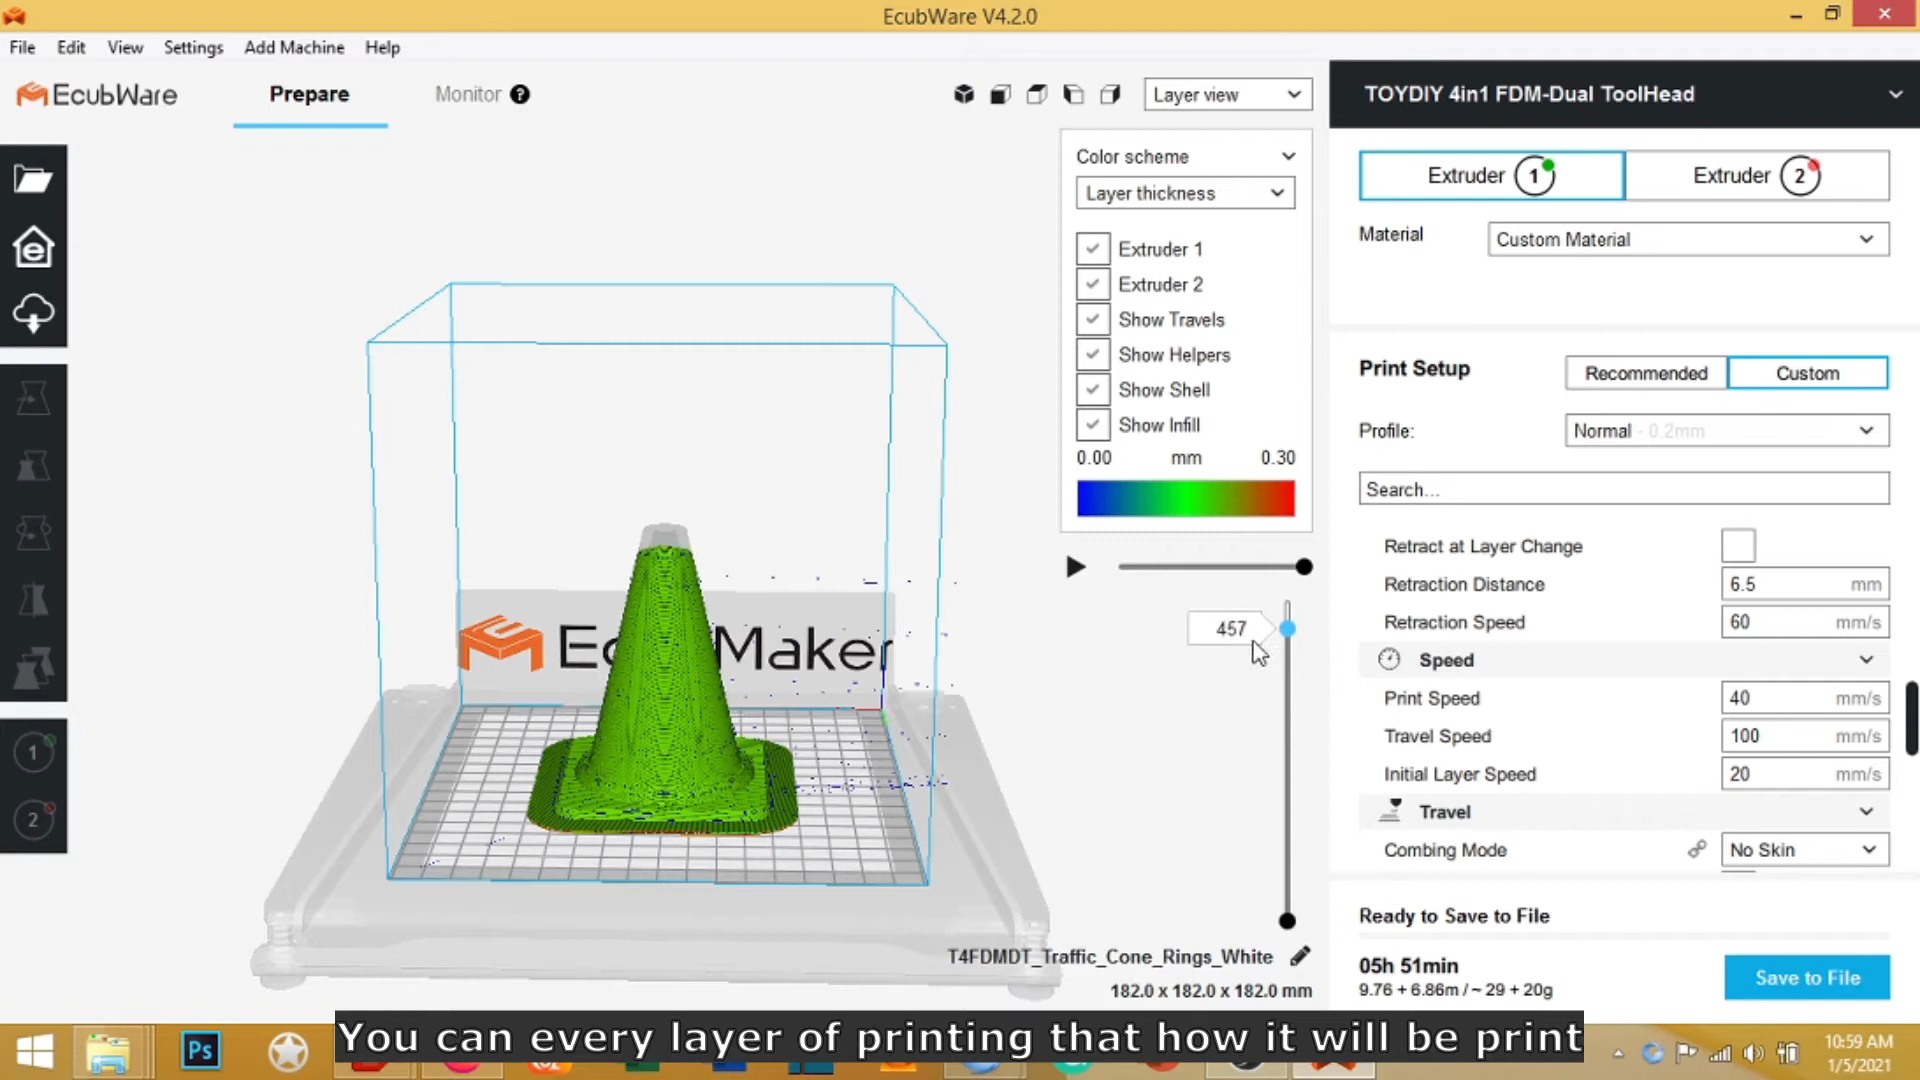 EcubWare V4.2.0
File Edit View Settings Add Machine Help
EcubWare Prepare Monitor ? Layer view
TOYDIY 4in1 FDM-Dual ToolHead
Color scheme
Layer thickness
Extruder 1
Extruder 2
Show Travels
Show Helpers
Show Shell
Show Infill
0.00 mm 0.30
457
T4FDMDT_Traffic_Cone_Rings_White
182.0 x 182.0 x 182.0 mm
Extruder 1 Extruder 2
Material Custom Material
Print Setup Recommended Custom
Profile: Normal - 0.2mm
Search...
Retract at Layer Change
Retraction Distance 6.5 mm
Retraction Speed 60 mm/s
Speed
Print Speed 40 mm/s
Travel Speed 100 mm/s
Initial Layer Speed 20 mm/s
Travel
Combing Mode No Skin
Ready to Save to File
05h 51min
9.76 + 6.86m / ~ 29 + 20g
Save to File
1
2
You can every layer of printing that how it will be print
Ps
10:59 AM
1/5/2021